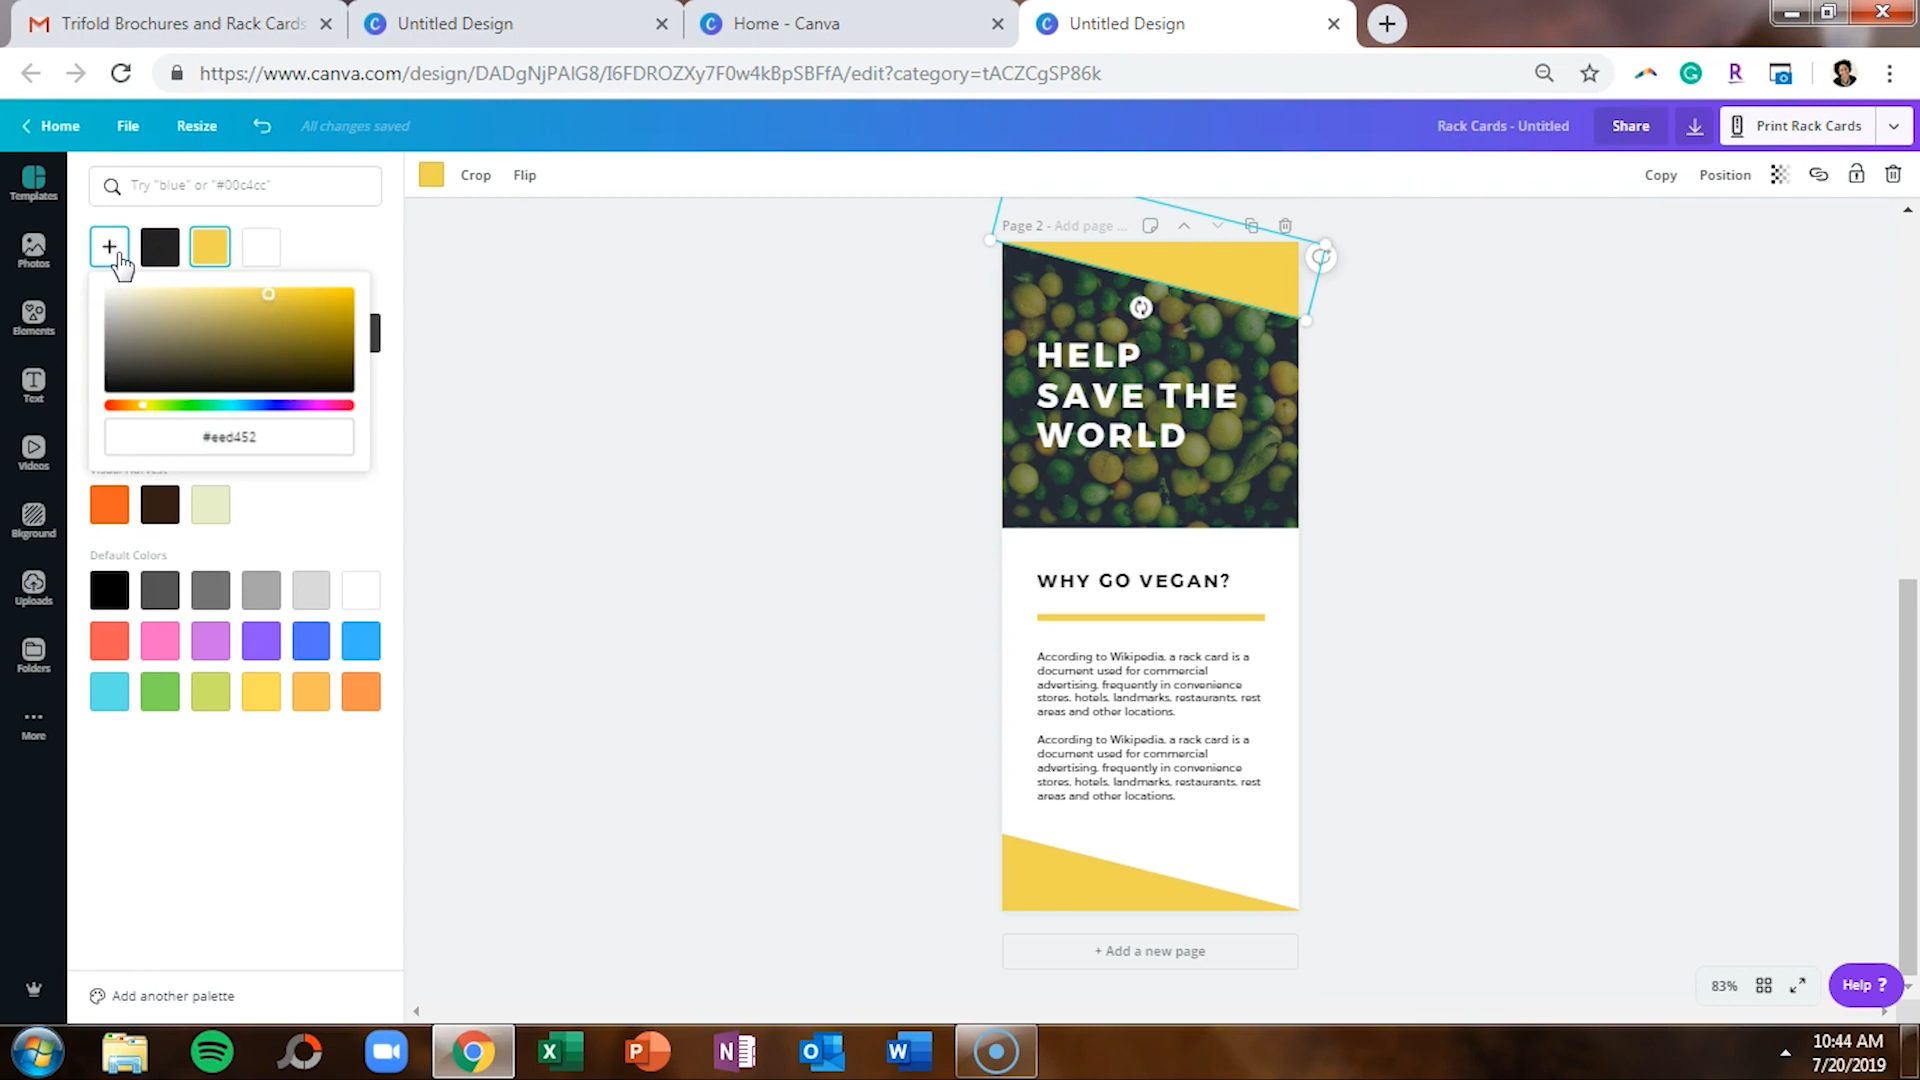 Trifold Brochures and Rack Cards
Untitled Design
Home - Canva
Untitled Design
https://www.canva.com/design/DADgNjPAlG8/I6FDROZXy7F0w4kBpSBFfA/edit?category=tACZCgSP86k
Home
File
Resize
All changes saved
Rack Cards - Untitled
Share
Print Rack Cards
Templates
Photos
Elements
Text
Videos
Bkground
Uploads
Folders
More
Try "blue" or "#00c4cc"
#eed452
Default Colors
Add another palette
Crop
Flip
Copy
Position
Page 2 - Add page ...
HELP
SAVE THE
WORLD
WHY GO VEGAN?
According to Wikipedia, a rack card is a
document used for commercial
advertising, frequently in convenience
stores, hotels, landmarks, restaurants, rest
areas and other locations.
According to Wikipedia, a rack card is a
document used for commercial
advertising, frequently in convenience
stores, hotels, landmarks, restaurants, rest
areas and other locations.
+ Add a new page
83%
Help ?
10:44 AM
7/20/2019